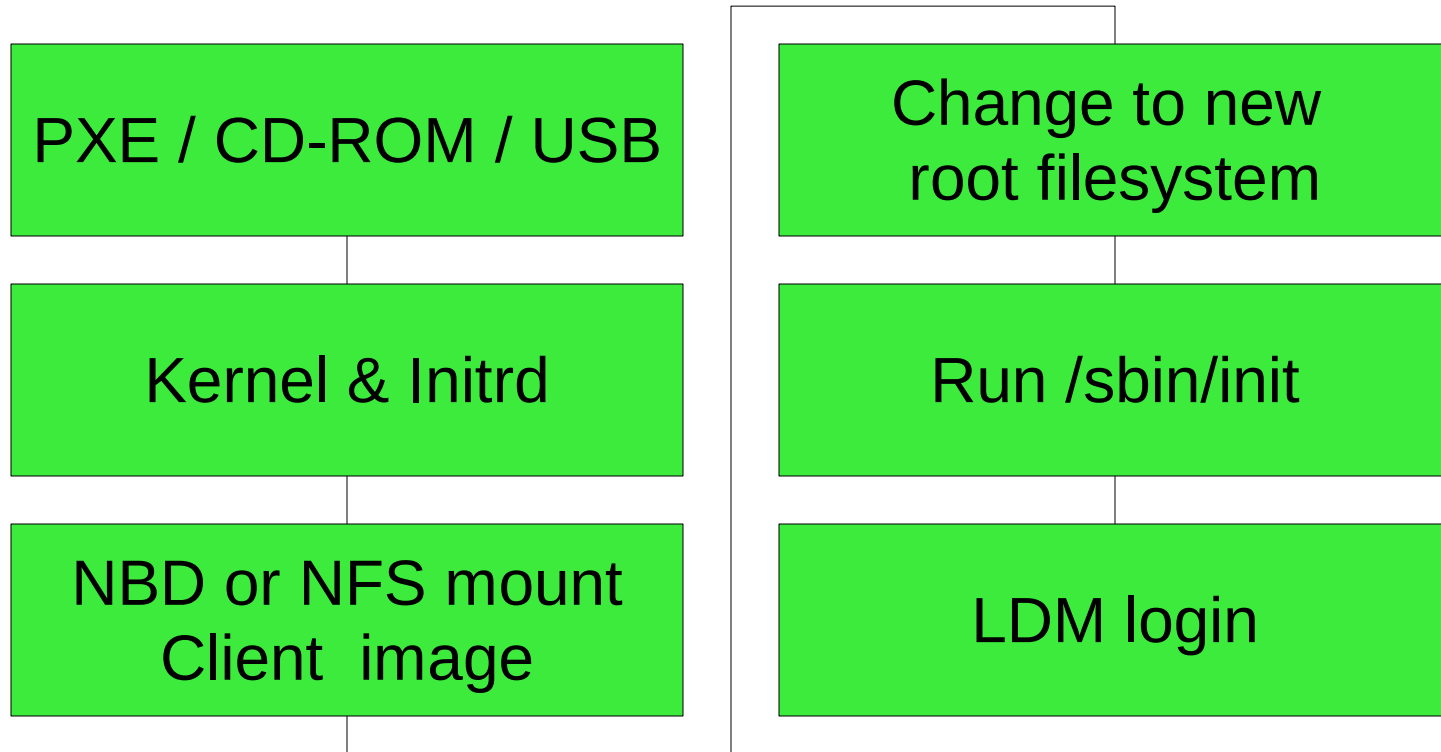 PXE / CD-ROM / USB
Kernel & Initrd
NBD or NFS mount
Client  image
Change to new
root filesystem
Run /sbin/init
LDM login